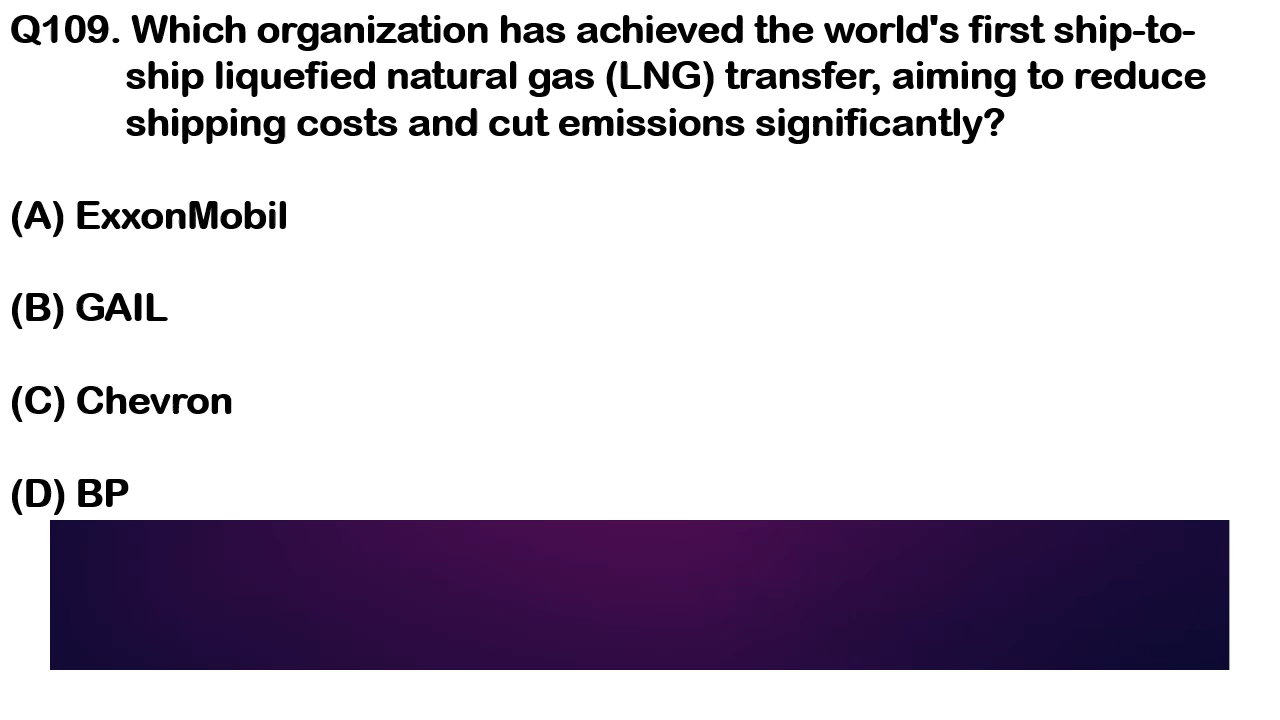 Q109. Which organization has achieved the world's first ship-to-
ship liquefied natural gas (LNG) transfer, aiming to reduce
shipping costs and cut emissions significantly?
(A) ExxonMobil
(B) GAIL
(C) Chevron
(D) BP